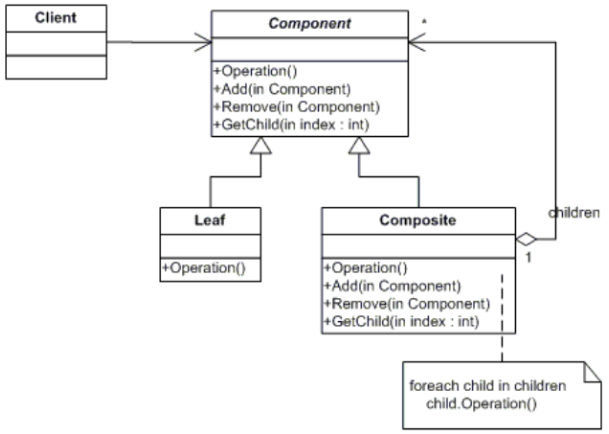 Client
Component
*
+Operation()
+Add(in Component)
+Remove(in Component)
+GetChild(in index : int)
Leaf
+Operation()
Composite
+Operation()
+Add(in Component)
+Remove(in Component)
+GetChild(in index : int)
children
1
foreach child in children
child.Operation()